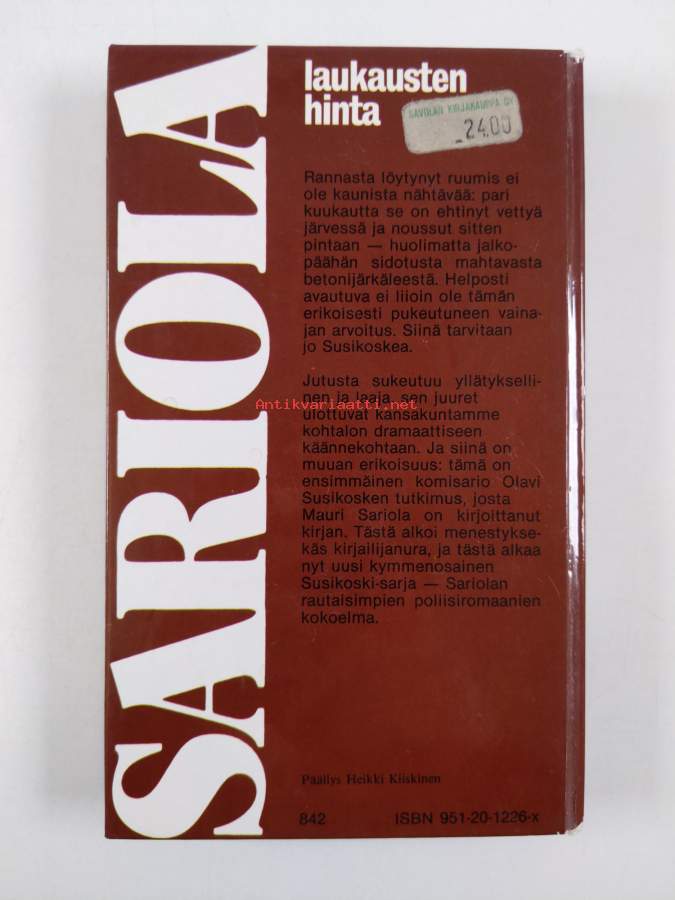 SARIOLA
laukausten
hinta
SAVOLAN KIRJAKAUPPA OY
24.00
Rannasta löytynyt ruumis ei
ole kaunista nähtävää: pari
kuukautta se on ehtinyt vettyä
järvessä ja noussut sitten
pintaan — huolimatta jalko-
päähän sidotusta mahtavasta
betonijärkäleestä. Helposti
avautuva ei liioin ole tämän
erikoisesti pukeutuneen vaina-
jan arvoitus. Siinä tarvitaan
jo Susikoskea.
Jutusta sukeutuu yllätykselli-
nen ja laaja, sen juuret
Antikvariaatti.net
ulottuvat kansakuntamme
kohtalon dramaattiseen
käännekohtaan. Ja siinä on
muuan erikoisuus: tämä on
ensimmäinen komisario Olavi
Susikosken tutkimus, josta
Mauri Sariola on kirjoittanut
kirjan. Tästä alkoi menestykse-
käs kirjailijanura, ja tästä alkaa
nyt uusi kymmenosainen
Susikoski-sarja — Sariolan
rautaisimpien poliisiromaanien
kokoelma.
Päällys Heikki Kiiskinen
842 ISBN 951-20-1226-x